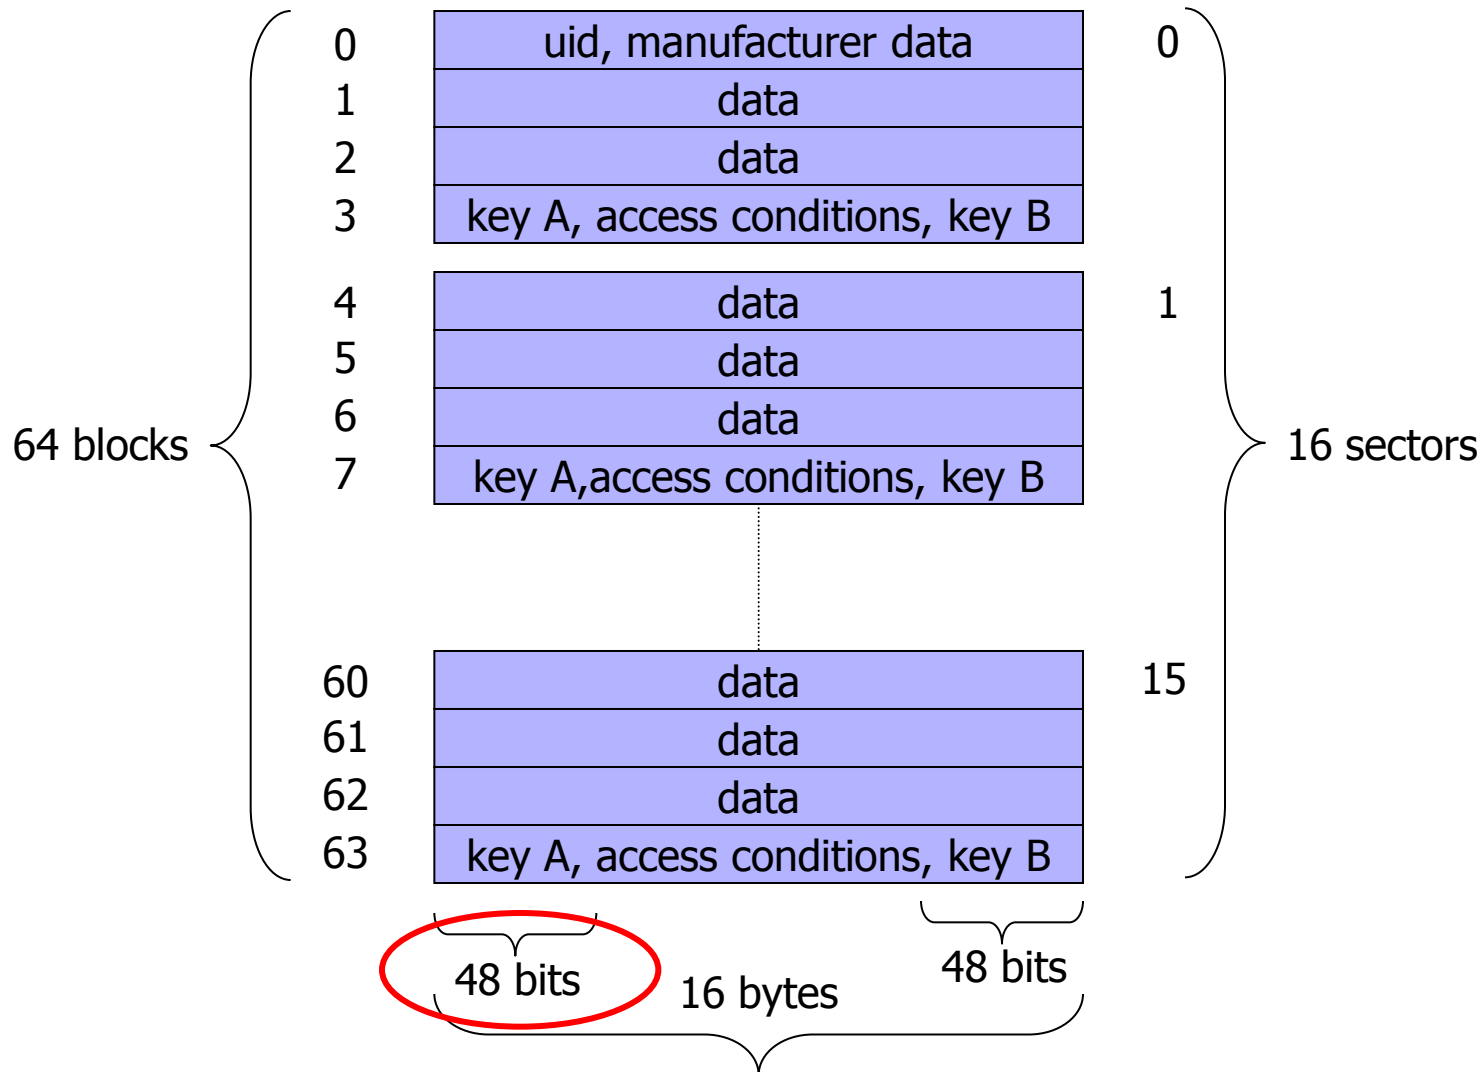 0 uid, manufacturer data 0
1 data
2 data
3 key A, access conditions, key B
4 data 1
5 data
6 data
64 blocks 16 sectors
7 key A,access conditions, key B
60 data 15
61 data
62 data
63 key A, access conditions, key B
48 bits 16 bytes 48 bits